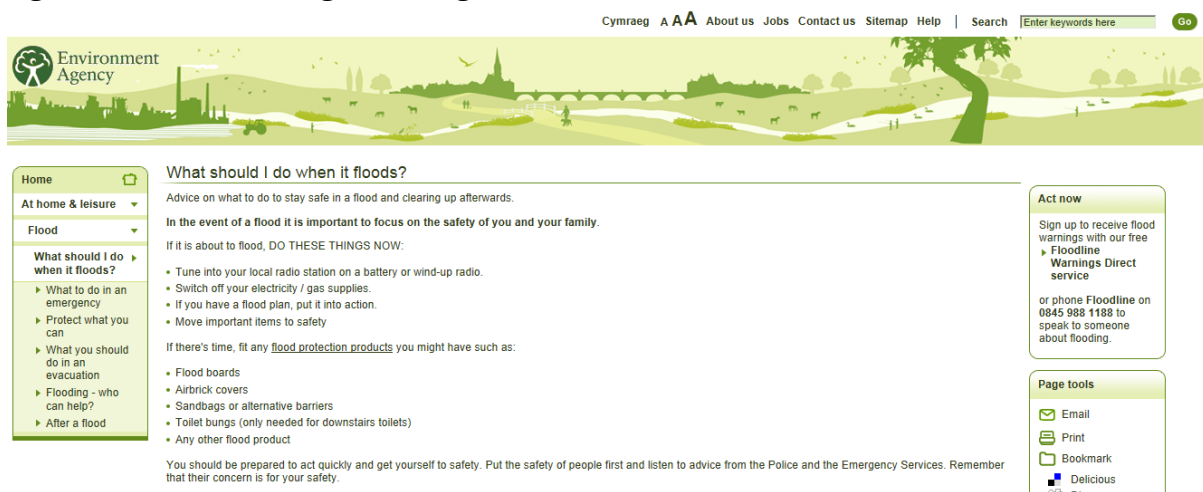 Cymraeg A A A About us Jobs Contact us Sitemap Help | Search Enter keywords here Go
Environment
Agency
Home
At home & leisure
Flood
What should I do
when it floods?
What to do in an
emergency
Protect what you
can
What you should
do in an
evacuation
Flooding - who
can help?
After a flood
What should I do when it floods?
Advice on what to do to stay safe in a flood and clearing up afterwards.
In the event of a flood it is important to focus on the safety of you and your family.
If it is about to flood, DO THESE THINGS NOW:
• Tune into your local radio station on a battery or wind-up radio.
• Switch off your electricity / gas supplies.
• If you have a flood plan, put it into action.
• Move important items to safety
If there's time, fit any flood protection products you might have such as:
• Flood boards
• Airbrick covers
• Sandbags or alternative barriers
• Toilet bungs (only needed for downstairs toilets)
• Any other flood product
You should be prepared to act quickly and get yourself to safety. Put the safety of people first and listen to advice from the Police and the Emergency Services. Remember
that their concern is for your safety.
Act now
Sign up to receive flood
warnings with our free
Floodline
Warnings Direct
service
or phone Floodline on
0845 988 1188 to
speak to someone
about flooding.
Page tools
Email
Print
Bookmark
Delicious